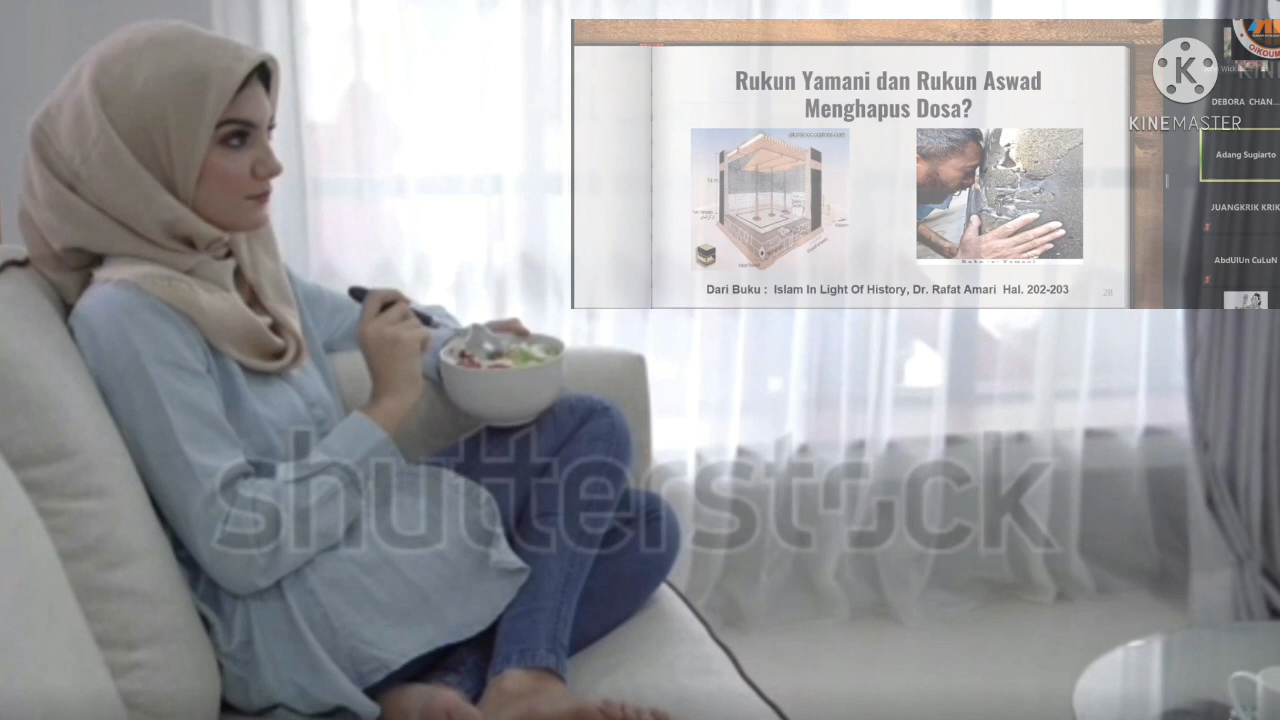 Rukun Yamani dan Rukun Aswad
Menghapus Dosa?
Dari Buku : Islam In Light Of History, Dr. Rafat Amari Hal. 202-203
28
K
KINEMASTER
DEBORA CHAN...
Adang Sugiarto
JUANGKRIK KRIK
AbdUlUn CuLuN
shutterstock